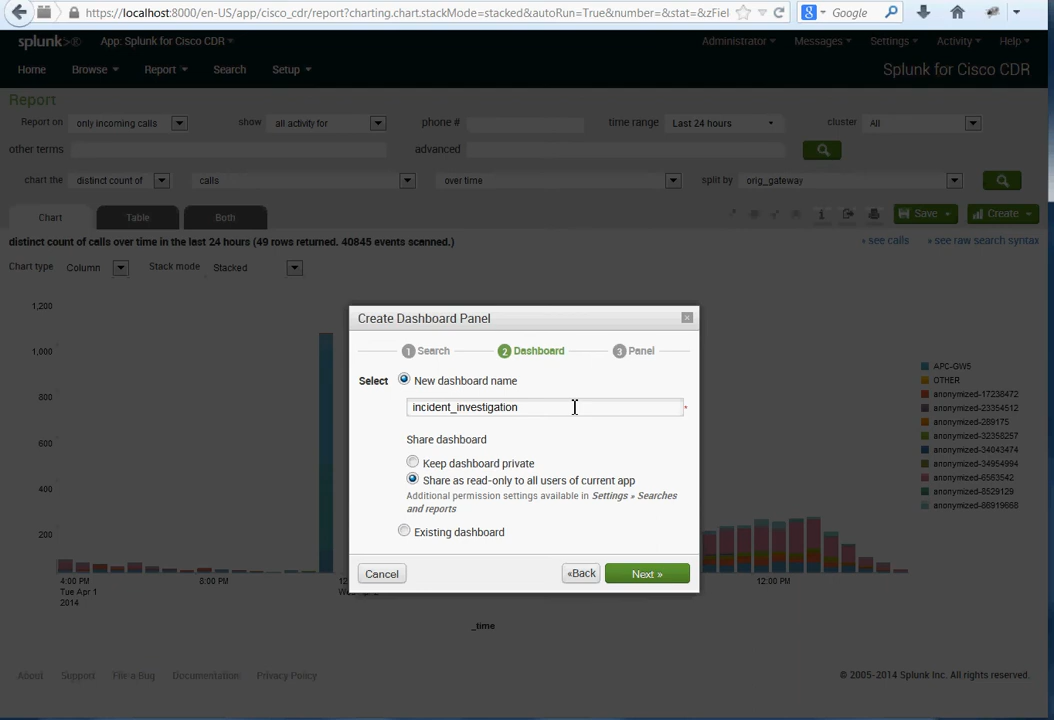 https://localhost:8000/en-US/app/cisco_cdr/report?charting.chart.stackMode=stacked&autoRun=True&number=&stat=&zFiel
Google
splunk>® App: Splunk for Cisco CDR Administrator Messages Settings Activity Help
Home Browse Report Search Setup Splunk for Cisco CDR
Report
Report on only incoming calls show all activity for phone # time range Last 24 hours cluster All
other terms advanced
chart the distinct count of calls over time split by orig_gateway
Chart Table Both Save Create
distinct count of calls over time in the last 24 hours (49 rows returned. 40845 events scanned.) » see calls » see raw search syntax
Chart type Column Stack mode Stacked
1,200
1,000
800
600
400
200
4:00 PM
Tue Apr 1
2014
8:00 PM
12:00 PM
_time
APC-GW5
OTHER
anonymized-17238472
anonymized-23354512
anonymized-289175
anonymized-32358257
anonymized-34043474
anonymized-34954994
anonymized-6563542
anonymized-8529129
anonymized-86919668
Create Dashboard Panel
1 Search 2 Dashboard 3 Panel
Select New dashboard name
incident_investigation *
Share dashboard
Keep dashboard private
Share as read-only to all users of current app
Additional permission settings available in Settings » Searches
and reports
Existing dashboard
Cancel «Back Next »
About Support File a Bug Documentation Privacy Policy © 2005-2014 Splunk Inc. All rights reserved.